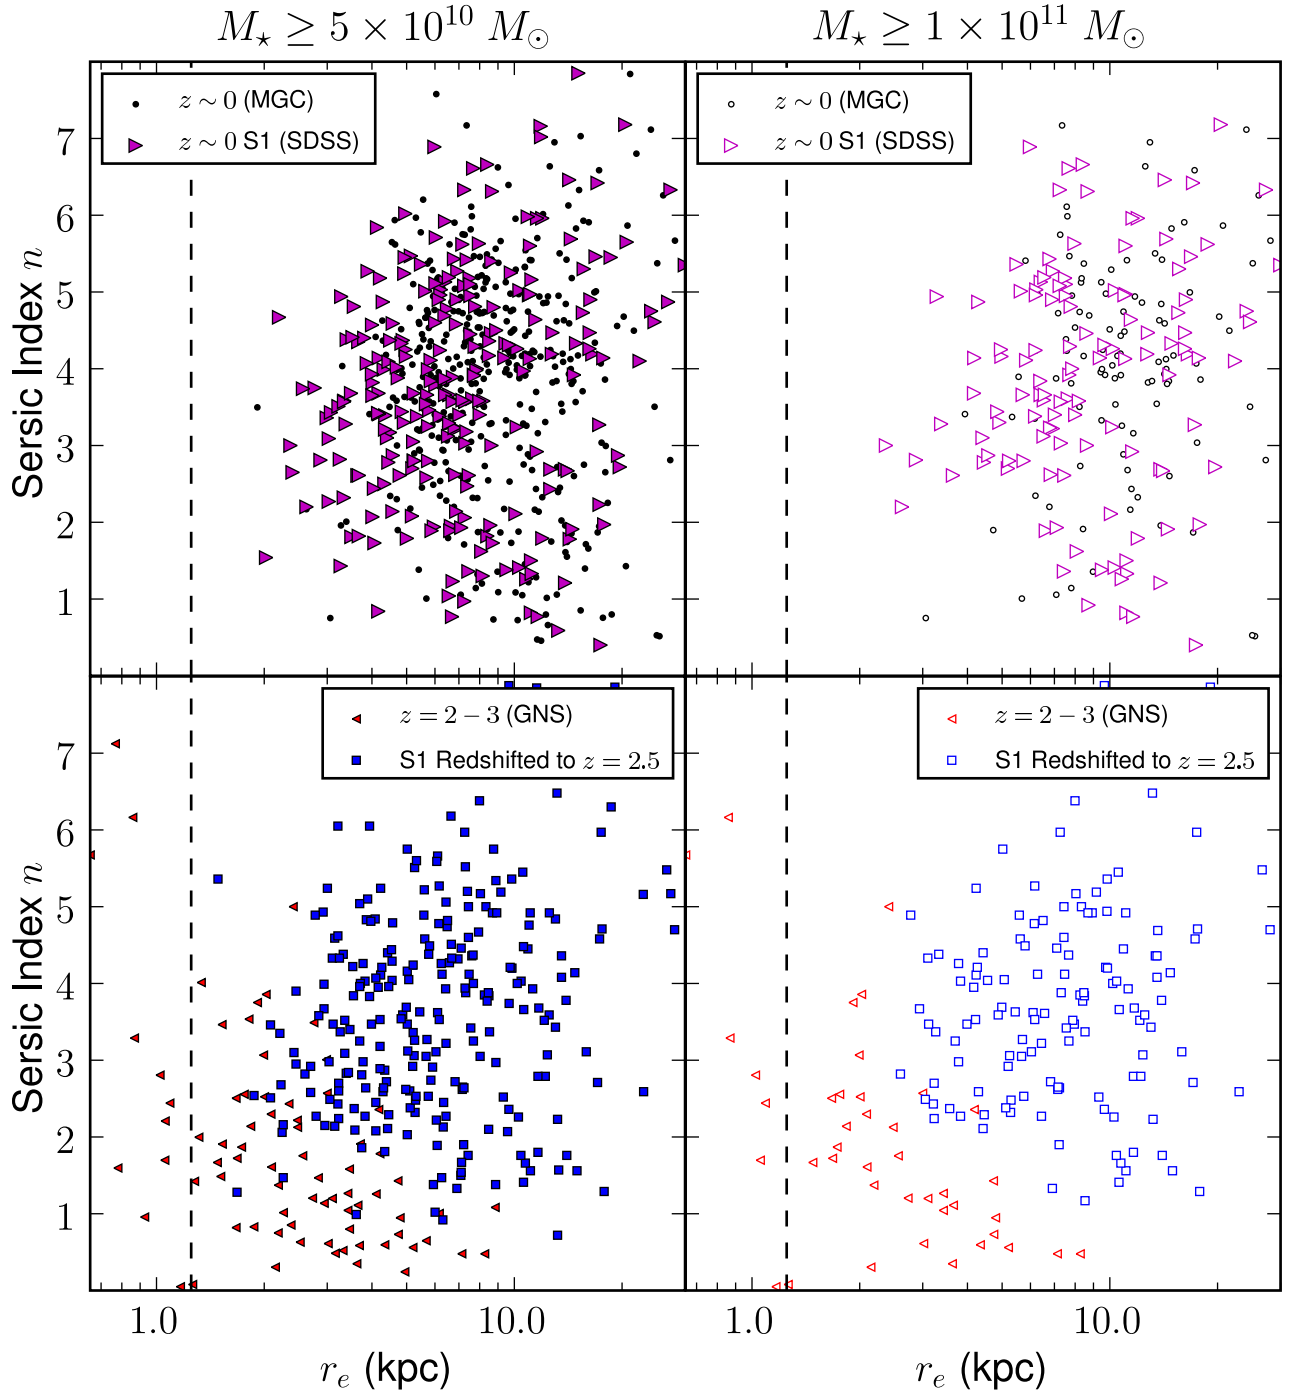 M⋆ ≥ 5 × 10¹⁰ M⊙
M⋆ ≥ 1 × 10¹¹ M⊙
z ∼ 0 (MGC)
z ∼ 0 S1 (SDSS)
z ∼ 0 (MGC)
z ∼ 0 S1 (SDSS)
Sersic Index n
7
6
5
4
3
2
1
z = 2 − 3 (GNS)
S1 Redshifted to z = 2.5
z = 2 − 3 (GNS)
S1 Redshifted to z = 2.5
Sersic Index n
7
6
5
4
3
2
1
1.0 10.0 1.0 10.0
rₑ (kpc) rₑ (kpc)